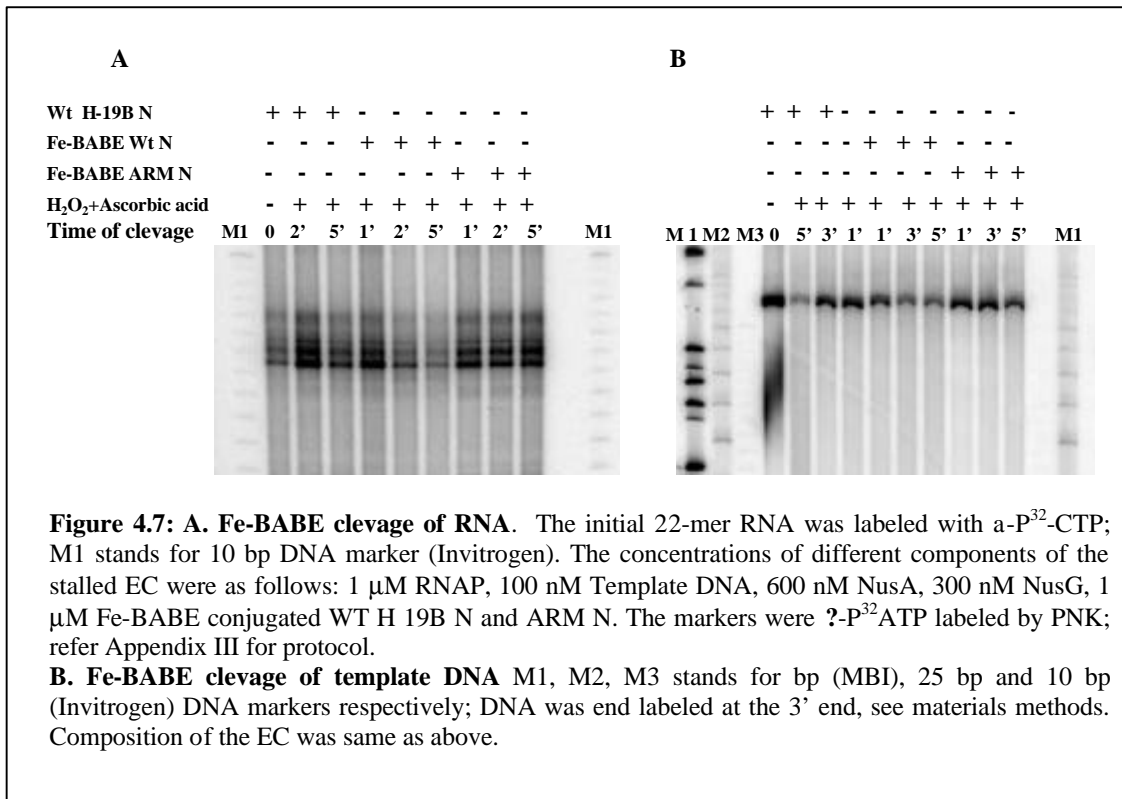 A B
Wt H-19B N + + + - - - - - - + + + - - - - - - -
Fe-BABE Wt N - - - + + + - - - - - - - + + + - - -
Fe-BABE ARM N - - - - - - + + + - - - - - - - + + +
H₂O₂+Ascorbic acid - + + + + + + + + - + + + + + + + + +
Time of clevage M1 0 2' 5' 1' 2' 5' 1' 2' 5' M1 M 1 M2 M3 0 5' 3' 1' 1' 3' 5' 1' 3' 5' M1
Figure 4.7: A. Fe-BABE clevage of RNA. The initial 22-mer RNA was labeled with a-P³²-CTP;
M1 stands for 10 bp DNA marker (Invitrogen). The concentrations of different components of the
stalled EC were as follows: 1 μM RNAP, 100 nM Template DNA, 600 nM NusA, 300 nM NusG, 1
μM Fe-BABE conjugated WT H 19B N and ARM N. The markers were ?-P³²ATP labeled by PNK;
refer Appendix III for protocol.
B. Fe-BABE clevage of template DNA M1, M2, M3 stands for bp (MBI), 25 bp and 10 bp
(Invitrogen) DNA markers respectively; DNA was end labeled at the 3' end, see materials methods.
Composition of the EC was same as above.